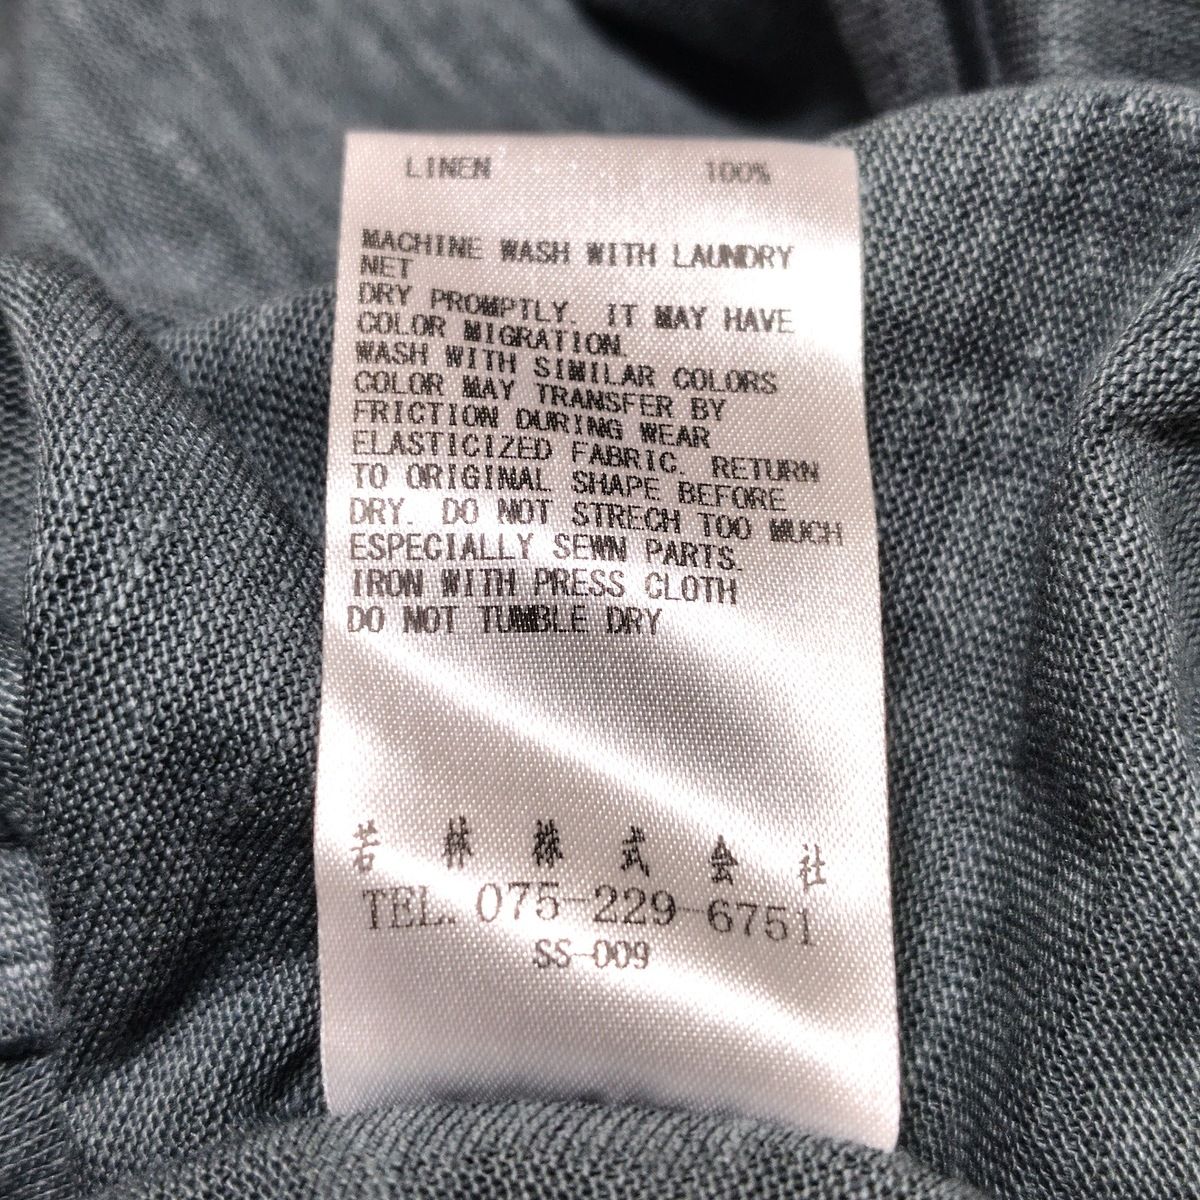 LINEN 100%
MACHINE WASH WITH LAUNDRY
NET
DRY PROMPTLY. IT MAY HAVE
COLOR MIGRATION.
WASH WITH SIMILAR COLORS
COLOR MAY TRANSFER BY
FRICTION DURING WEAR
ELASTICIZED FABRIC. RETURN
TO ORIGINAL SHAPE BEFORE
DRY. DO NOT STRECH TOO MUCH
ESPECIALLY SEWN PARTS.
IRON WITH PRESS CLOTH
DO NOT TUMBLE DRY
若林株式会社
TEL. 075-229-6751
SS-009